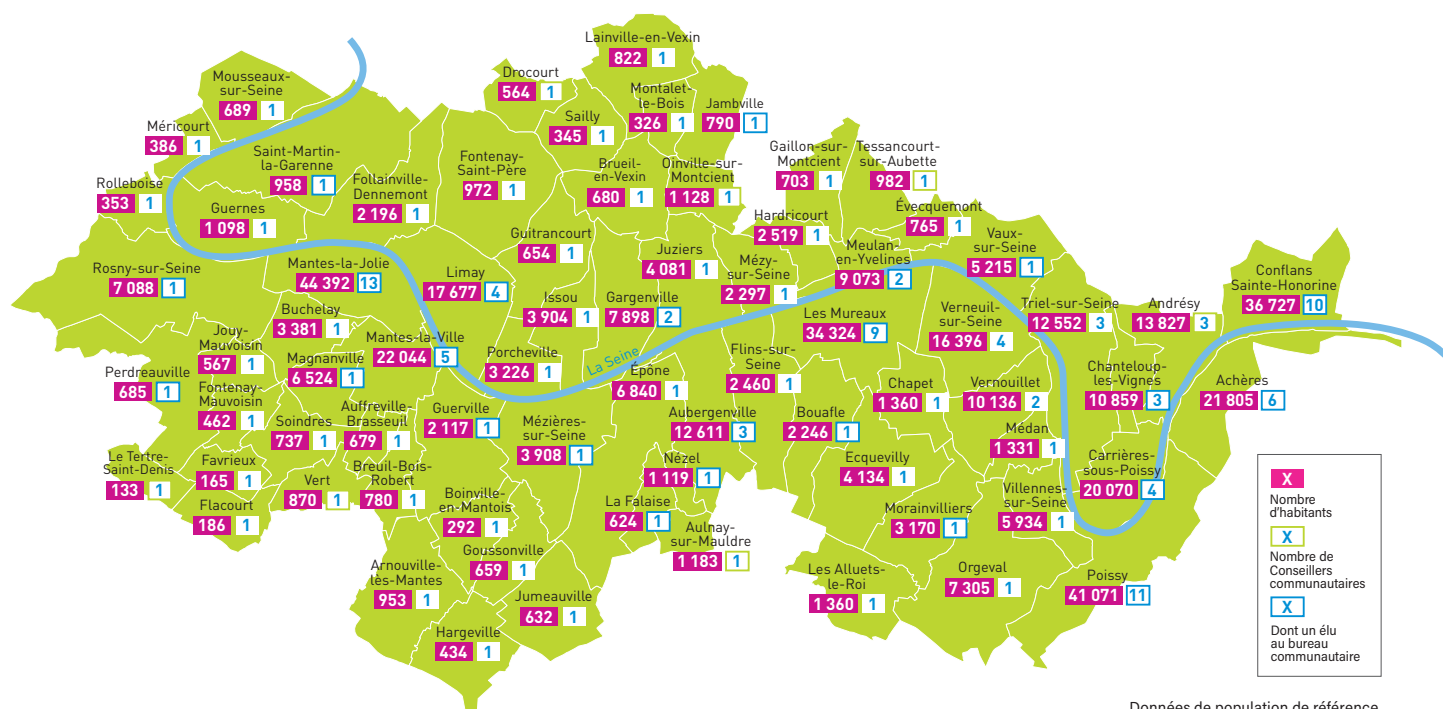 Lainville-en-Vexin
822 1
Drocourt
564 1
Mousseaux-
sur-Seine
689 1
Montalet-
le-Bois
326 1
Jambville
790 1
Sailly
345 1
Méricourt
386 1
Saint-Martin-
la-Garenne
958 1
Fontenay-
Saint-Père
972 1
Brueil-
en-Vexin
680 1
Oinville-sur-
Montcient
1 128 1
Gaillon-sur-
Montcient
703 1
Tessancourt-
sur-Aubette
982 1
Rolleboise
353 1
Follainville-
Dennemont
2 196 1
Guernes
1 098 1
Hardricourt
2 519 1
Évecquemont
765 1
Guitrancourt
654 1
Vaux-
sur-Seine
5 215 1
Juziers
4 081 1
Mézy-
sur-Seine
2 297 1
Meulan-
en-Yvelines
9 073 2
Rosny-sur-Seine
7 088 1
Mantes-la-Jolie
44 392 13
Limay
17 677 4
Conflans
Sainte-Honorine
36 727 10
Issou
3 904 1
Gargenville
7 898 2
Les Mureaux
34 324 9
Verneuil-
sur-Seine
16 396 4
Triel-sur-Seine
12 552 3
Andrésy
13 827 3
Buchelay
3 381 1
Jouy-
Mauvoisin
567 1
Mantes-la-Ville
22 044 5
Magnanville
6 524 1
Porcheville
3 226 1
La Seine
Épône
6 840 1
Flins-sur-
Seine
2 460 1
Perdreauville
685 1
Fontenay-
Mauvoisin
462 1
Chapet
1 360 1
Vernouillet
10 136 2
Chanteloup-
les-Vignes
10 859 3
Achères
21 805 6
Soindres
737 1
Auffreville-
Brasseuil
679 1
Guerville
2 117 1
Mézières-
sur-Seine
3 908 1
Aubergenville
12 611 3
Bouafle
2 246 1
Médan
1 331 1
Le Tertre-
Saint-Denis
133 1
Favrieux
165 1
Flacourt
186 1
Vert
870 1
Breuil-Bois-
Robert
780 1
Nézel
1 119 1
Ecquevilly
4 134 1
Carrières-
sous-Poissy
20 070 4
Boinville-
en-Mantois
292 1
La Falaise
624 1
Morainvilliers
3 170 1
Villennes-
sur-Seine
5 934 1
Aulnay-
sur-Mauldre
1 183 1
Goussonville
659 1
Arnouville-
lès-Mantes
953 1
Les Alluets-
le-Roi
1 360 1
Orgeval
7 305 1
Poissy
41 071 11
Jumeauville
632 1
Hargeville
434 1
X
Nombre
d'habitants
X
Nombre de
Conseillers
communautaires
X
Dont un élu
au bureau
communautaire
Données de population de référence